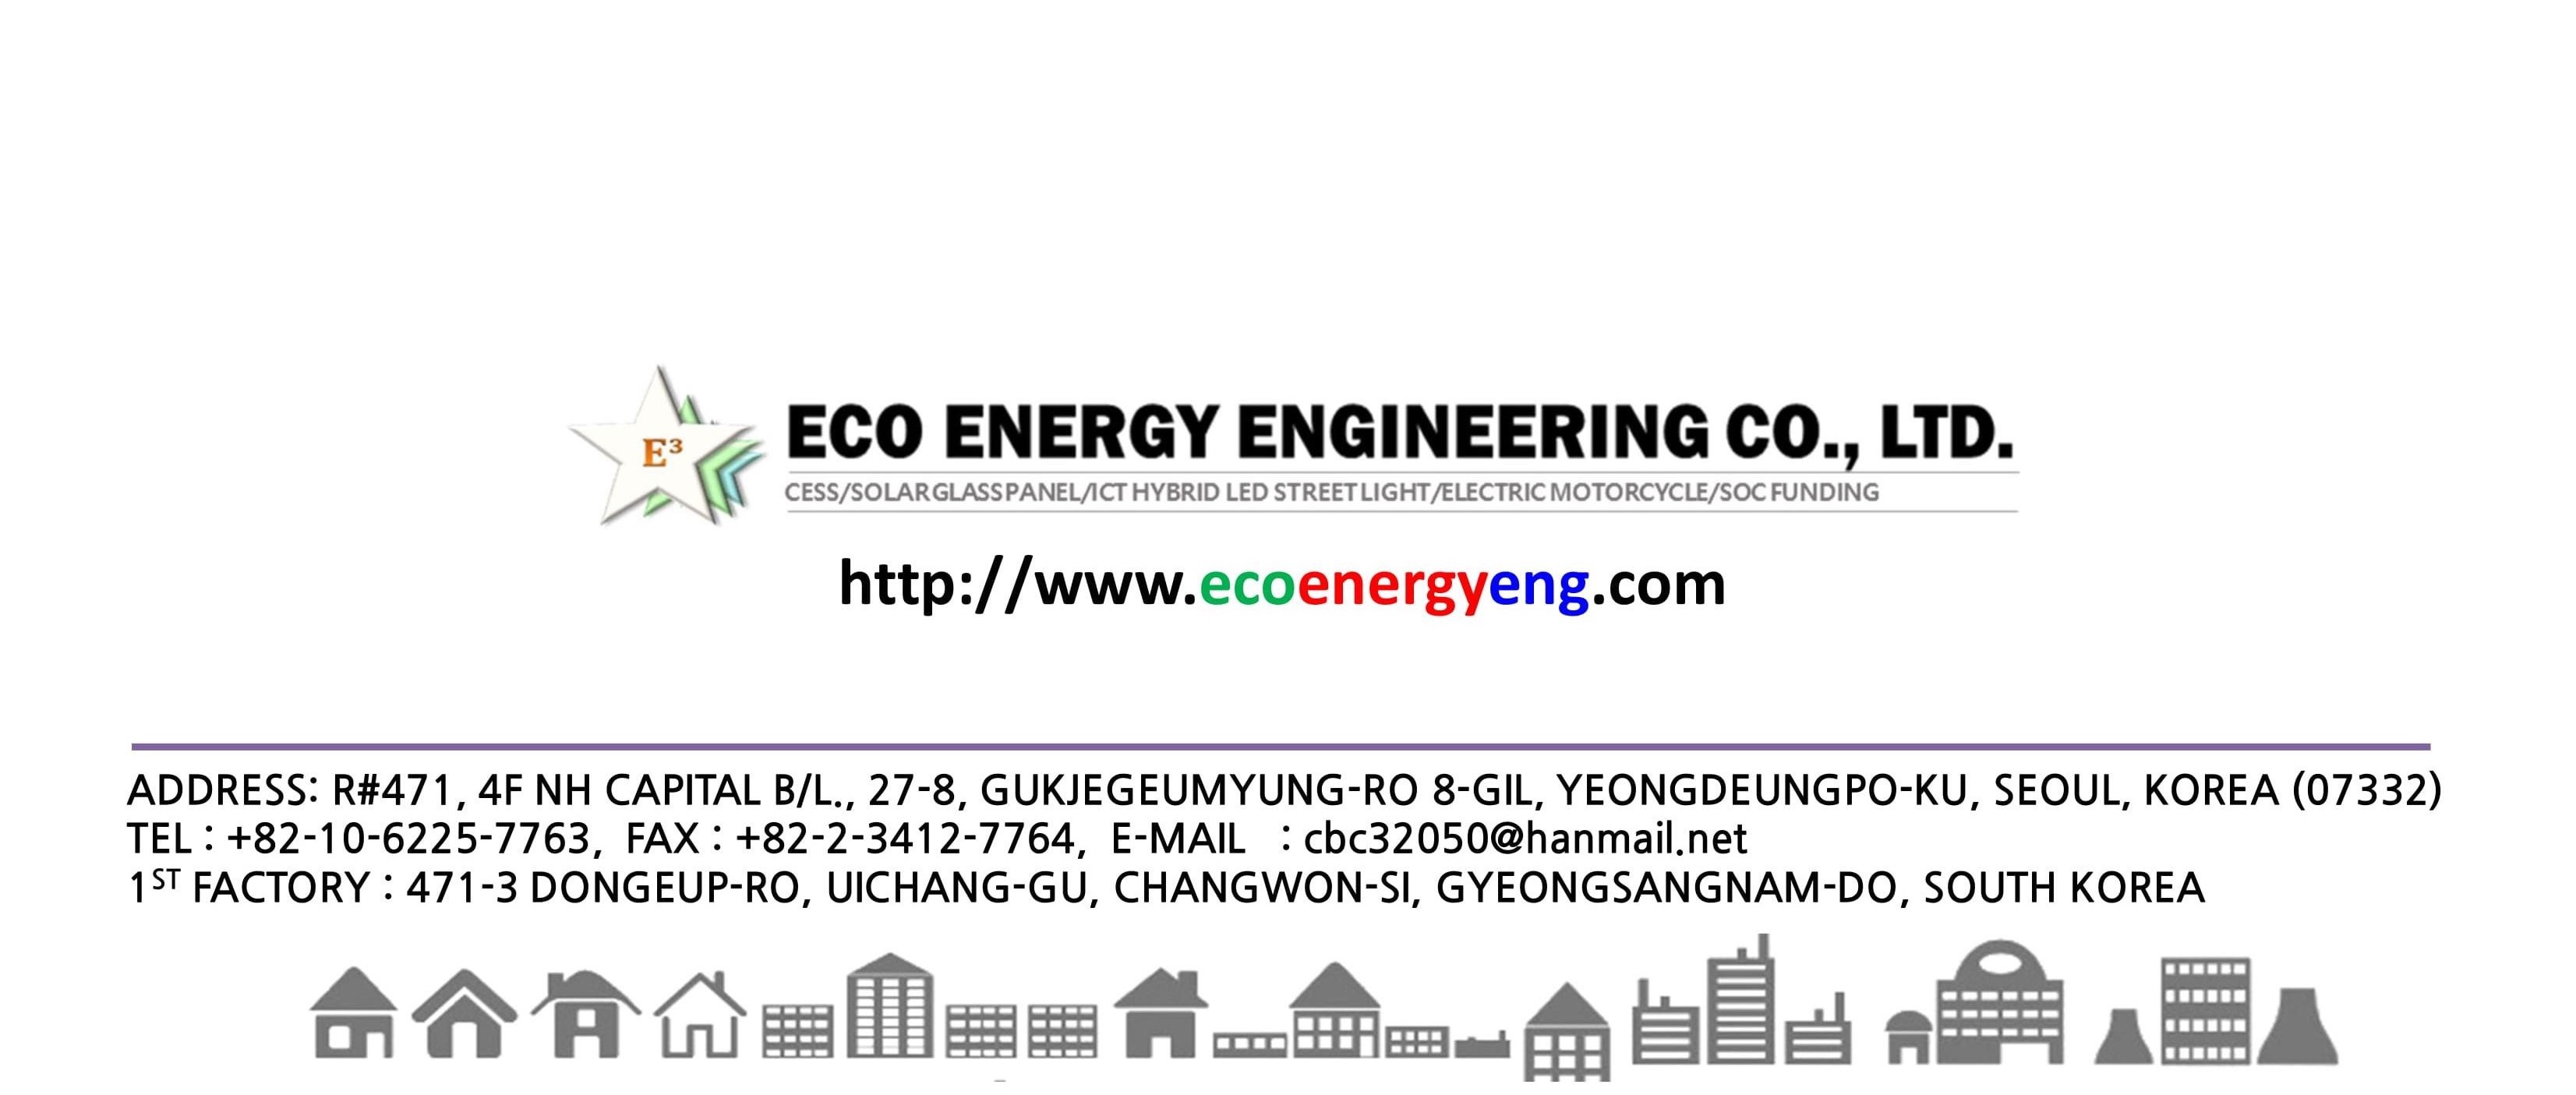 E³
ECO ENERGY ENGINEERING CO., LTD.
CESS/SOLAR GLASS PANEL/ICT HYBRID LED STREET LIGHT/ELECTRIC MOTORCYCLE/SOC FUNDING
http://www.ecoenergyeng.com
ADDRESS: R#471, 4F NH CAPITAL B/L., 27-8, GUKJEGEUMYUNG-RO 8-GIL, YEONGDEUNGPO-KU, SEOUL, KOREA (07332)
TEL : +82-10-6225-7763, FAX : +82-2-3412-7764, E-MAIL : cbc32050@hanmail.net
1ST FACTORY : 471-3 DONGEUP-RO, UICHANG-GU, CHANGWON-SI, GYEONGSANGNAM-DO, SOUTH KOREA